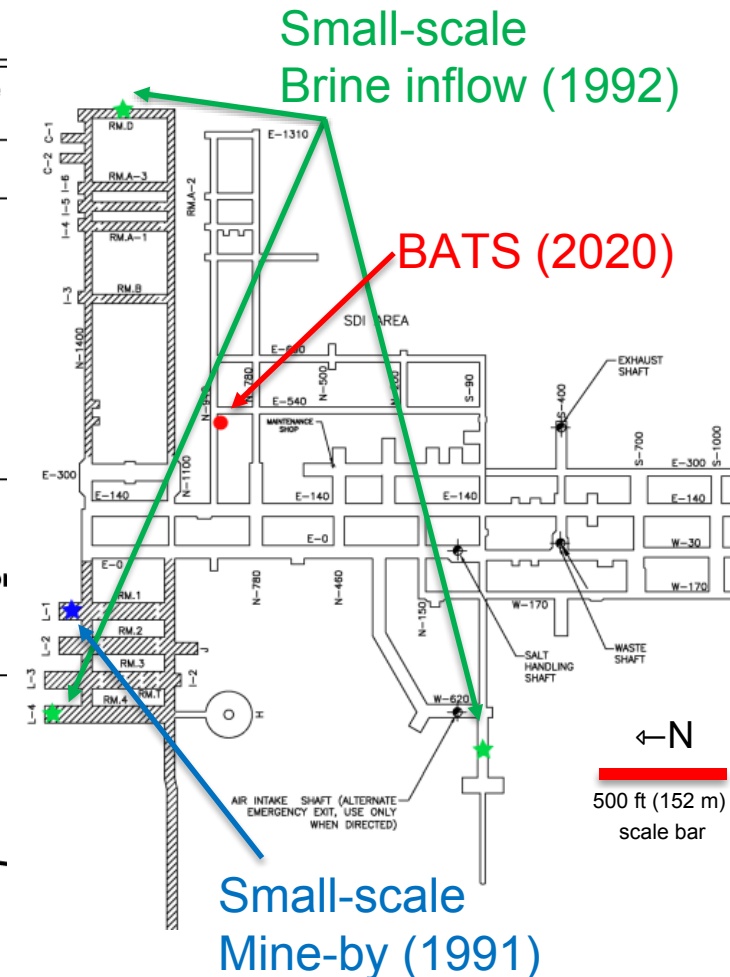 Small-scale
Brine inflow (1992)
RM.D
C-1
C-2
E-1310
RM.A-3
I-6
I-5
I-4
RM.A-1
RM.A-2
BATS (2020)
I-3
RM.B
SDI AREA
N-1400
E-690
N-780
N-500
S-90
EXHAUST
SHAFT
E-540
S-400
MAINTENANCE
SHOP
N-1100
S-700
S-1000
E-300
E-300
E-140
E-140
E-140
E-140
E-0
E-0
W-30
N-780
N-460
N-150
W-170
W-170
L-1
RM.1
L-2
RM.2
J
L-3
RM.3
I-2
RM.T
L-4
RM.4
H
SALT
HANDLING
SHAFT
WASTE
SHAFT
W-620
←N
AIR INTAKE SHAFT (ALTERNATE
EMERGENCY EXIT, USE ONLY
WHEN DIRECTED)
500 ft (152 m)
scale bar
Small-scale
Mine-by (1991)